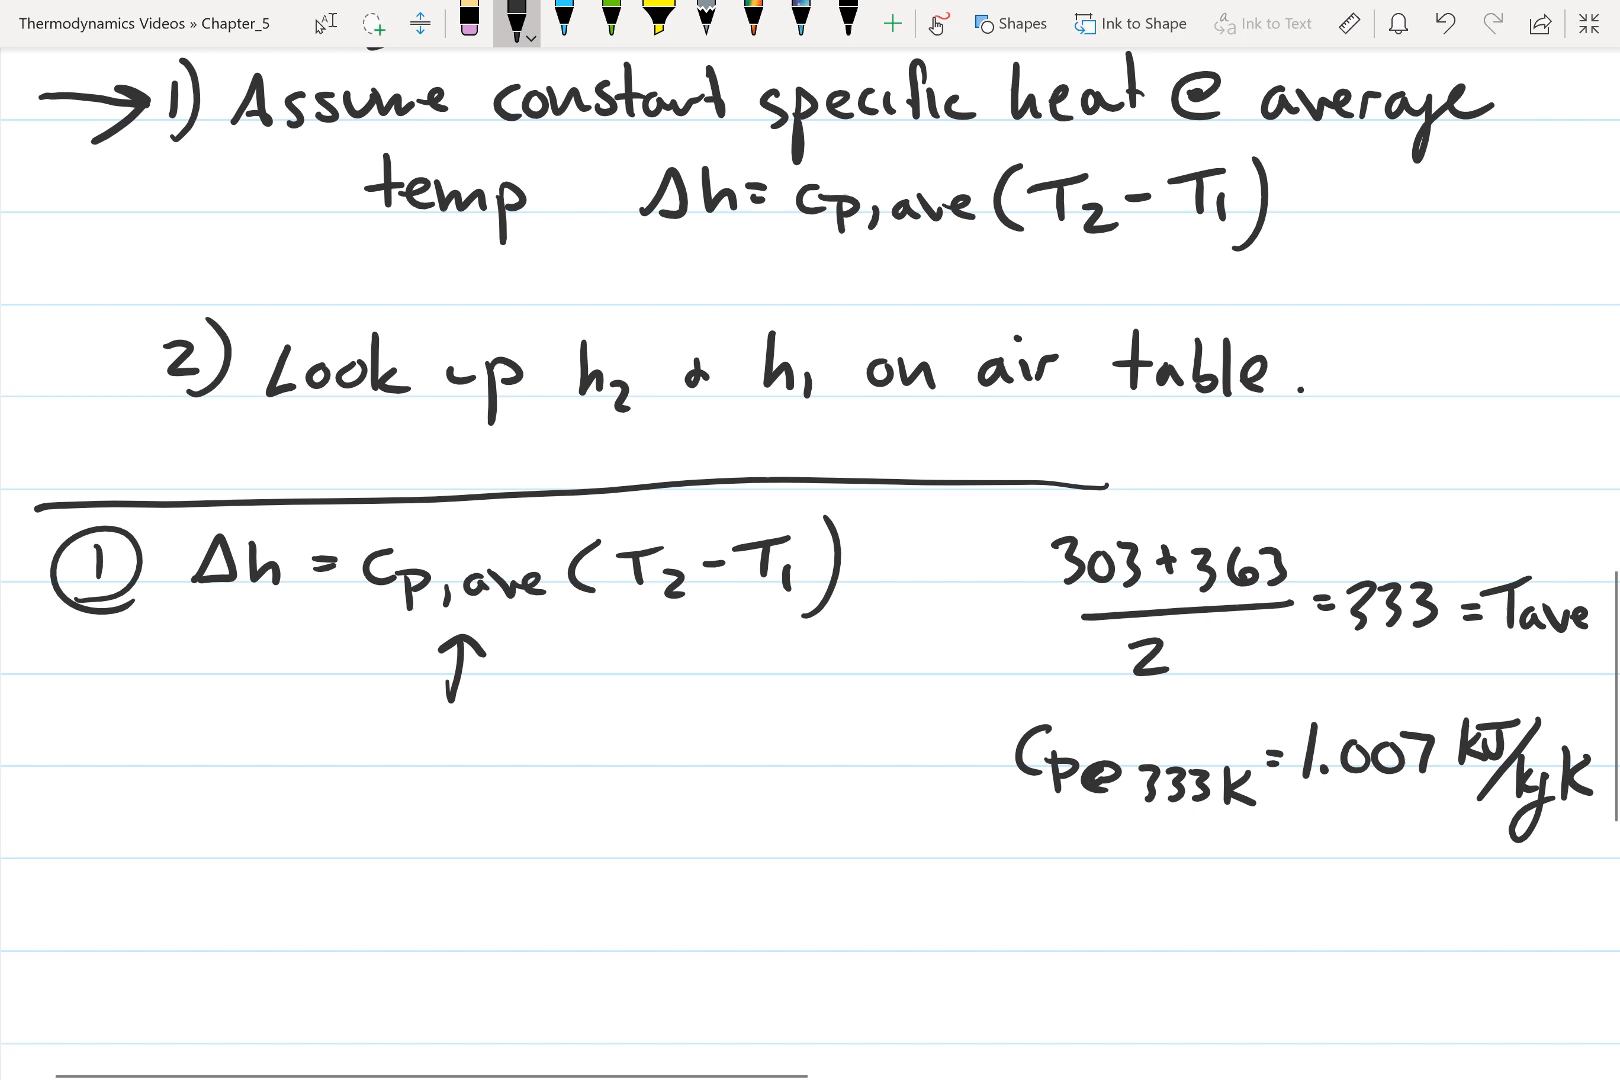 Thermodynamics Videos » Chapter_5
Shapes Ink to Shape Ink to Text
→ 1) Assume constant specific heat @ average
temp Δh = cp,ave (T₂ - T₁)
2) Look up h₂ & h₁ on air table.
① Δh = cp,ave (T₂ - T₁)
↑
303 + 363
/ 2 = 333 = Tave
Cp@333K = 1.007 kJ/kgK